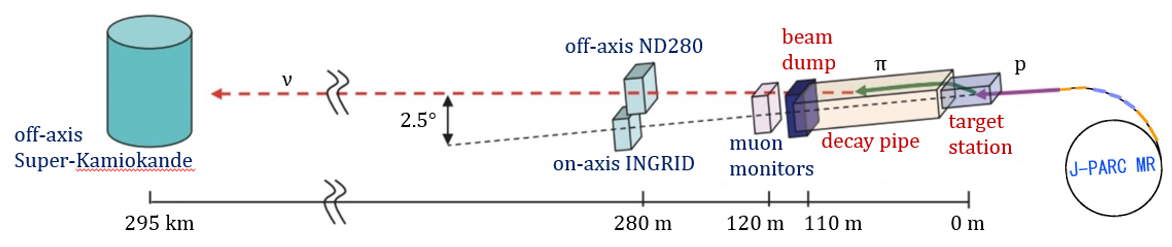 beam
dump
off-axis ND280
π
p
ν
2.5°
off-axis
Super-Kamiokande
on-axis INGRID
muon
monitors
decay pipe
target
station
J-PARC MR
295 km
280 m
120 m
110 m
0 m